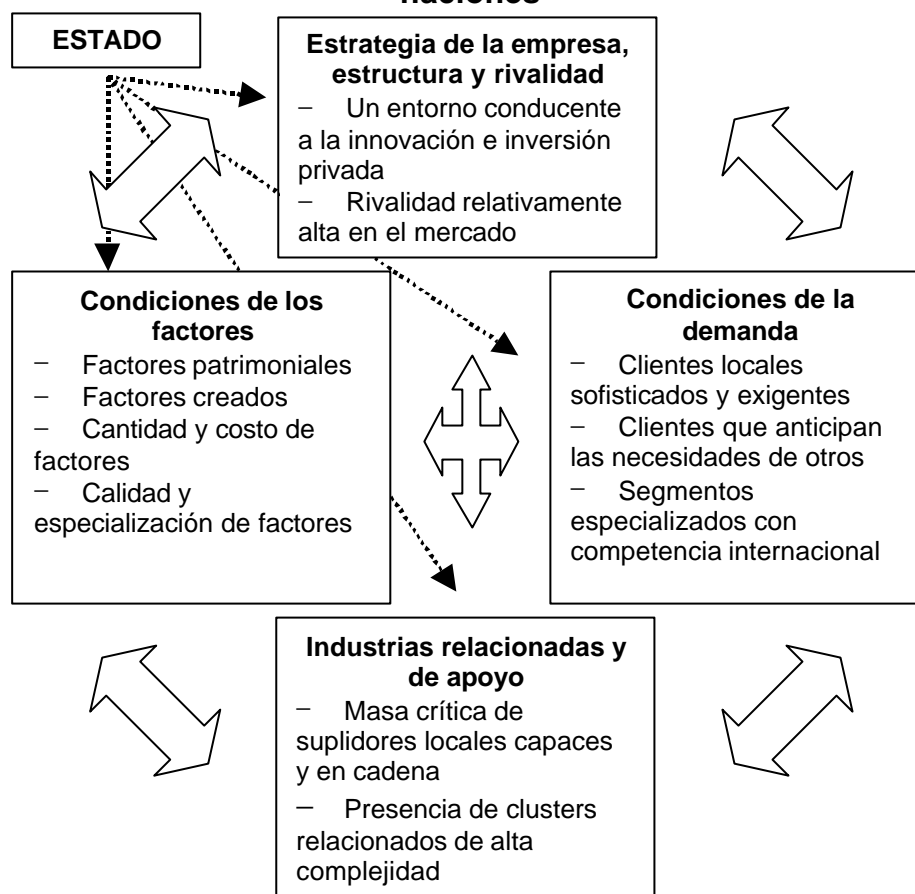 naciones
ESTADO
Estrategia de la empresa,
estructura y rivalidad
– Un entorno conducente
a la innovación e inversión
privada
– Rivalidad relativamente
alta en el mercado
Condiciones de los
factores
– Factores patrimoniales
– Factores creados
– Cantidad y costo de
factores
– Calidad y
especialización de factores
Condiciones de la
demanda
– Clientes locales
sofisticados y exigentes
– Clientes que anticipan
las necesidades de otros
– Segmentos
especializados con
competencia internacional
Industrias relacionadas y
de apoyo
– Masa crítica de
suplidores locales capaces
y en cadena
– Presencia de clusters
relacionados de alta
complejidad